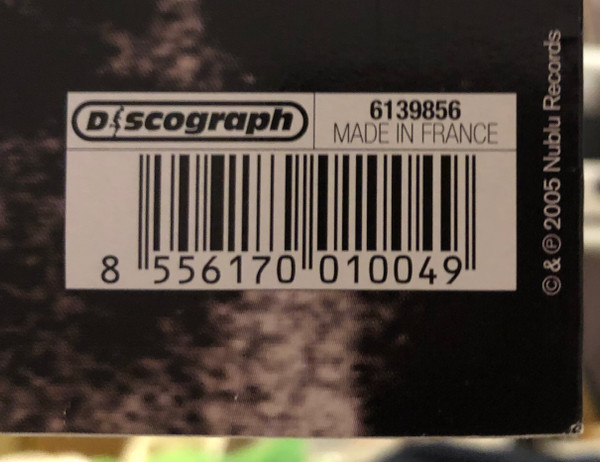 Discograph
6139856
MADE IN FRANCE
8 556170 010049
© & ℗ 2005 Nublu Records